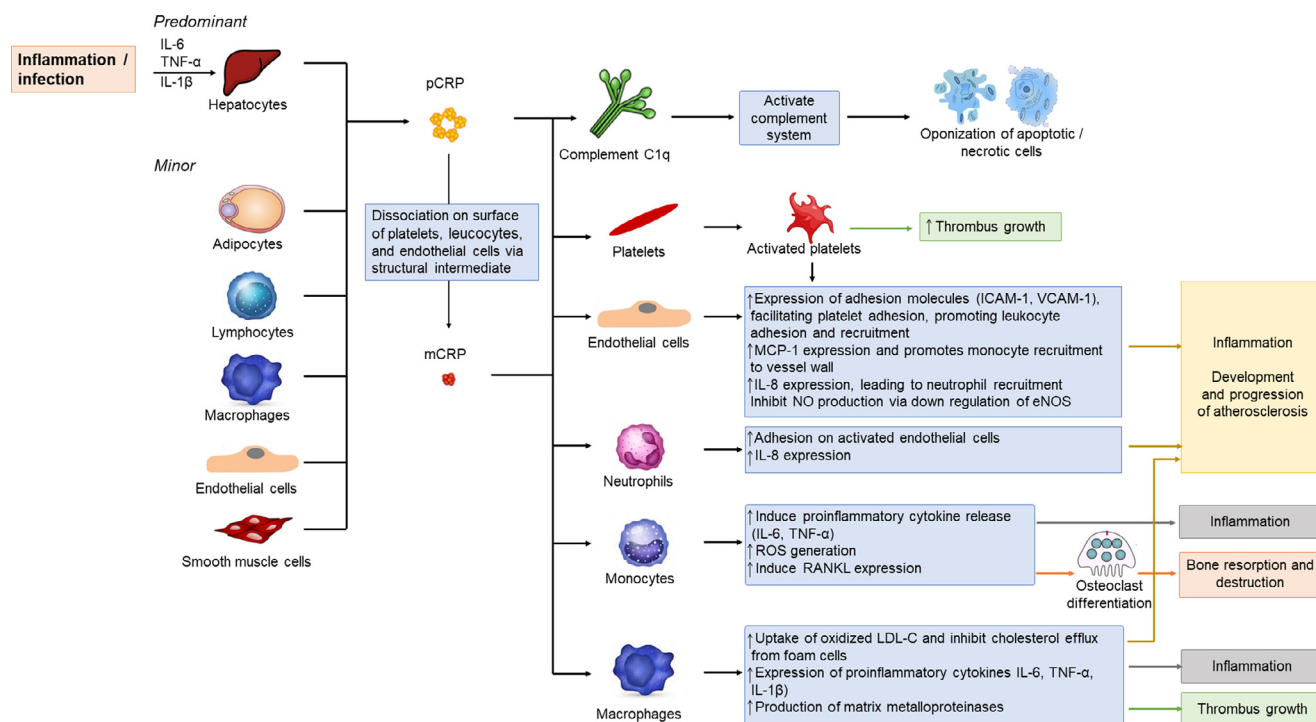 Predominant
Inflammation /
infection
IL-6
TNF-α
IL-1β
Hepatocytes
Minor
Adipocytes
Lymphocytes
Macrophages
Endothelial cells
Smooth muscle cells
pCRP
Dissociation on surface
of platelets, leucocytes,
and endothelial cells via
structural intermediate
mCRP
Complement C1q
Activate
complement
system
Oponization of apoptotic /
necrotic cells
Platelets
Activated platelets
↑Thrombus growth
Endothelial cells
↑Expression of adhesion molecules (ICAM-1, VCAM-1),
facilitating platelet adhesion, promoting leukocyte
adhesion and recruitment
↑MCP-1 expression and promotes monocyte recruitment
to vessel wall
↑IL-8 expression, leading to neutrophil recruitment
Inhibit NO production via down regulation of eNOS
Inflammation
Development
and progression
of atherosclerosis
Neutrophils
↑Adhesion on activated endothelial cells
↑IL-8 expression
Monocytes
↑Induce proinflammatory cytokine release
(IL-6, TNF-α)
↑ROS generation
↑Induce RANKL expression
Inflammation
Osteoclast
differentiation
Bone resorption and
destruction
Macrophages
↑Uptake of oxidized LDL-C and inhibit cholesterol efflux
from foam cells
↑Expression of proinflammatory cytokines IL-6, TNF-α,
IL-1β)
↑Production of matrix metalloproteinases
Inflammation
Thrombus growth